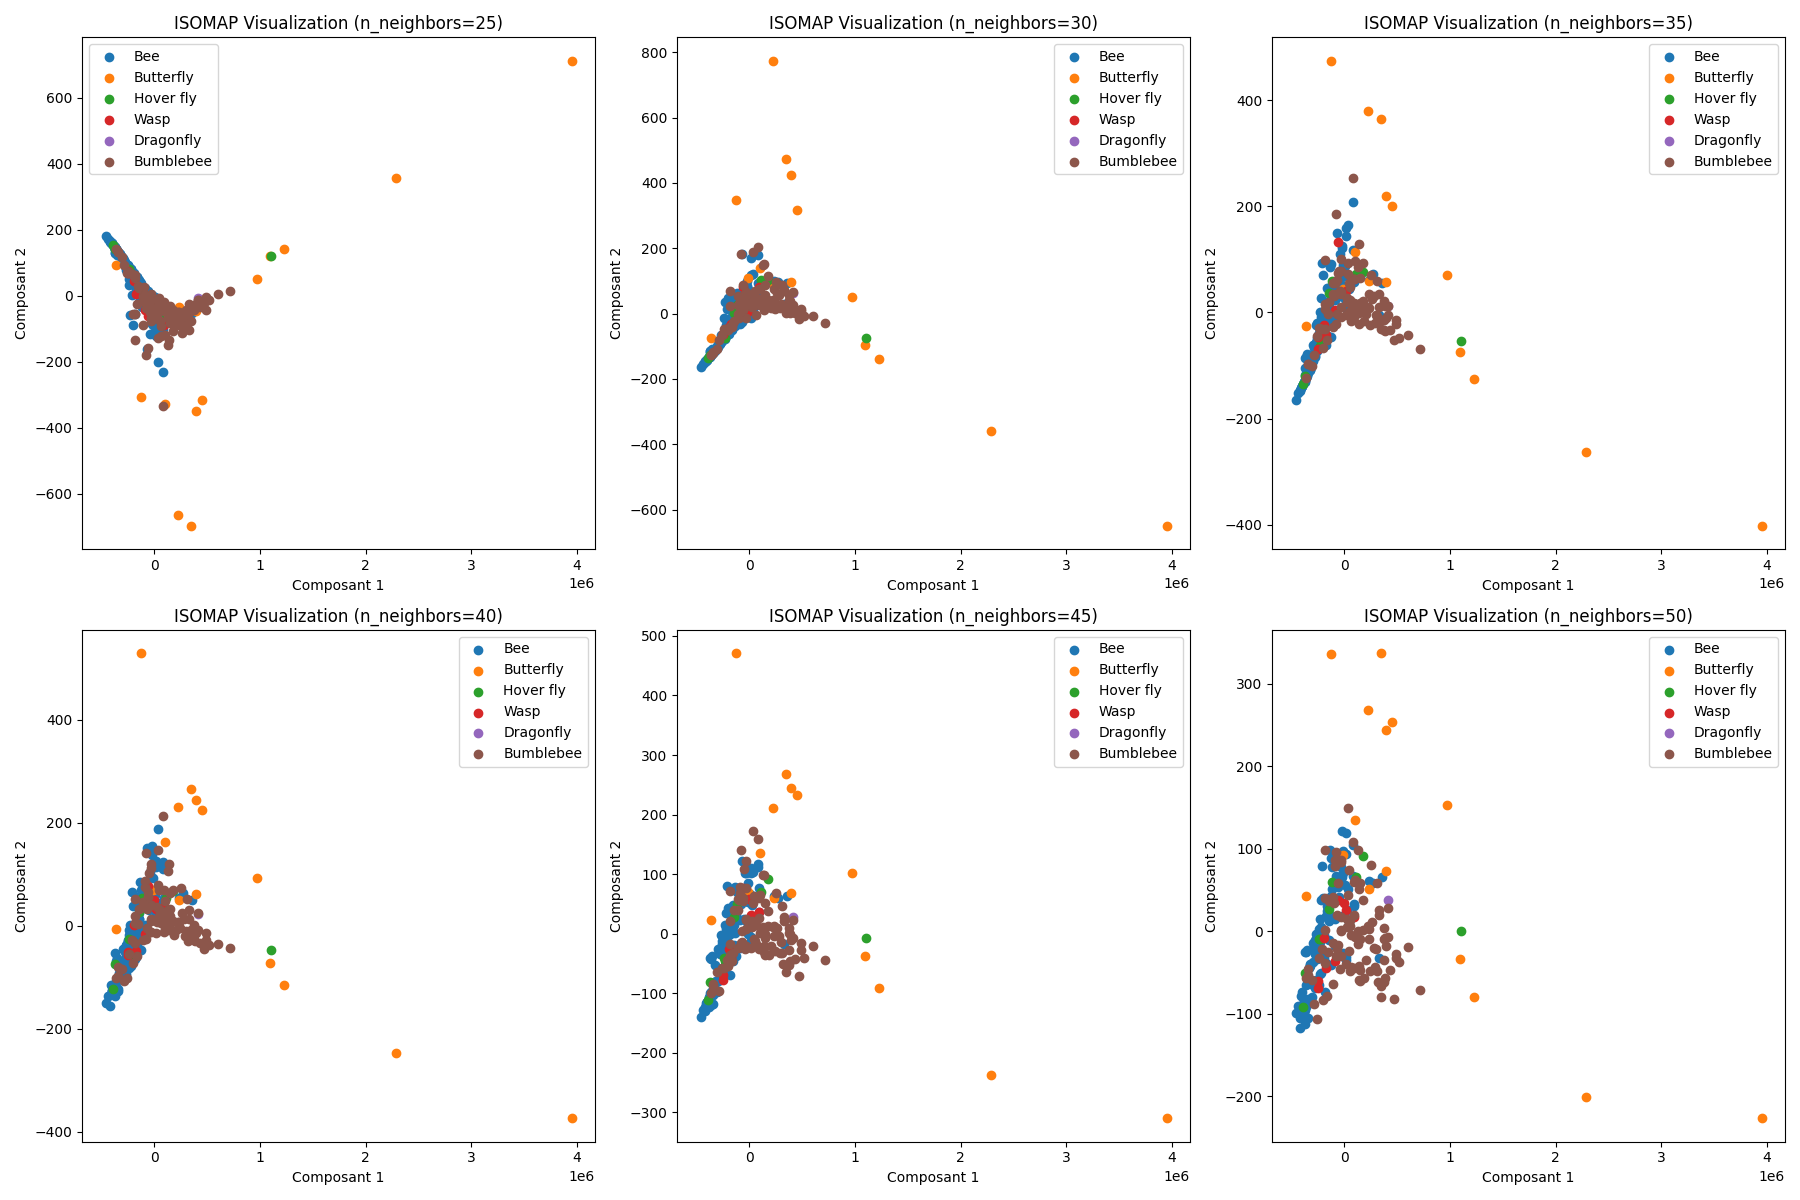 ISOMAP Visualization (n_neighbors=25)
Bee
Butterfly
Hover fly
Wasp
Dragonfly
Bumblebee
600
400
200
0
−200
−400
−600
Composant 2
0 1 2 3 4
1e6
Composant 1
ISOMAP Visualization (n_neighbors=30)
Bee
Butterfly
Hover fly
Wasp
Dragonfly
Bumblebee
800
600
400
200
0
−200
−400
−600
Composant 2
0 1 2 3 4
1e6
Composant 1
ISOMAP Visualization (n_neighbors=35)
Bee
Butterfly
Hover fly
Wasp
Dragonfly
Bumblebee
400
200
0
−200
−400
Composant 2
0 1 2 3 4
1e6
Composant 1
ISOMAP Visualization (n_neighbors=40)
Bee
Butterfly
Hover fly
Wasp
Dragonfly
Bumblebee
400
200
0
−200
−400
Composant 2
0 1 2 3 4
1e6
Composant 1
ISOMAP Visualization (n_neighbors=45)
Bee
Butterfly
Hover fly
Wasp
Dragonfly
Bumblebee
500
400
300
200
100
0
−100
−200
−300
Composant 2
0 1 2 3 4
1e6
Composant 1
ISOMAP Visualization (n_neighbors=50)
Bee
Butterfly
Hover fly
Wasp
Dragonfly
Bumblebee
300
200
100
0
−100
−200
Composant 2
0 1 2 3 4
1e6
Composant 1